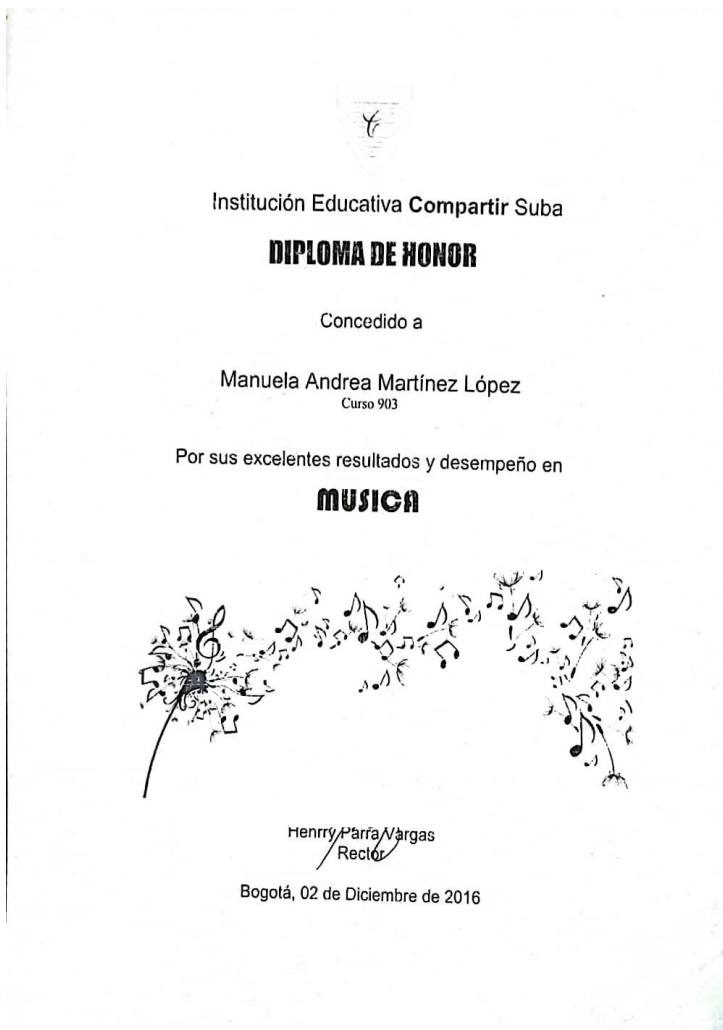 Institución Educativa Compartir Suba
DIPLOMA DE HONOR
Concedido a
Manuela Andrea Martínez López
Curso 903
Por sus excelentes resultados y desempeño en
MUSICA
Henrry Parra Vargas
Rector
Bogotá, 02 de Diciembre de 2016